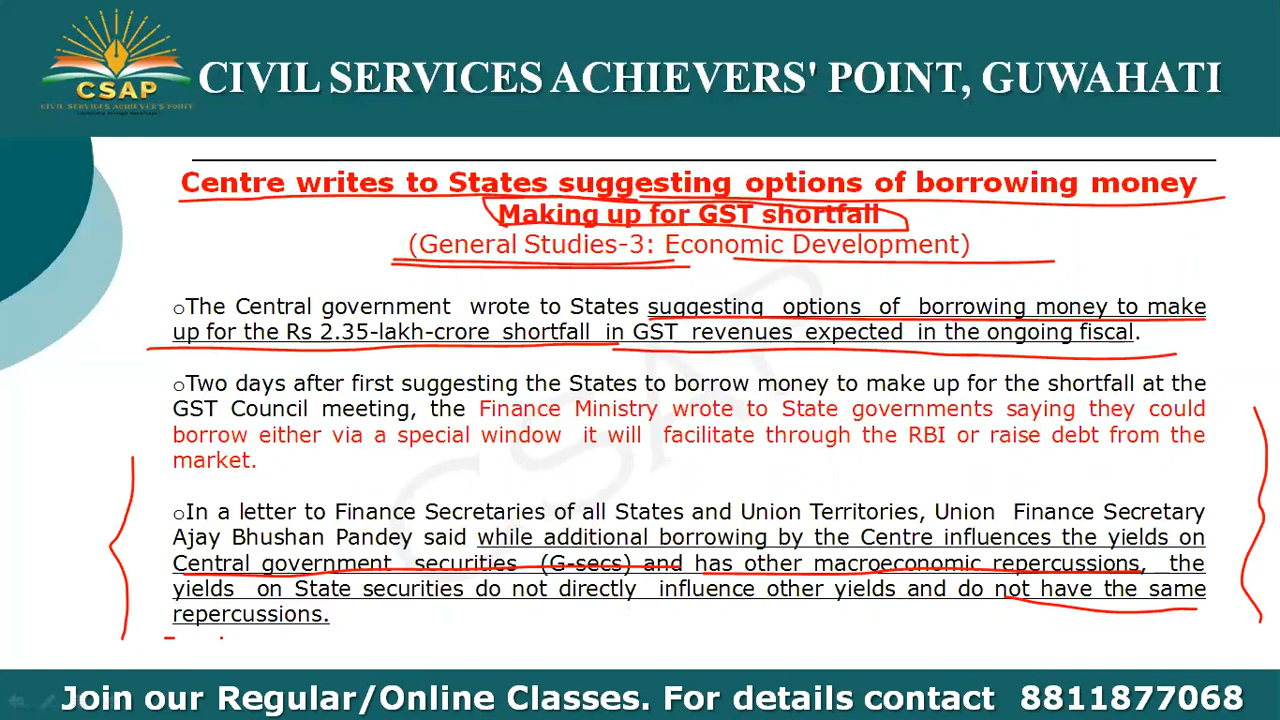 CSAP
CIVIL SERVICES ACHIEVER'S POINT
CIVIL SERVICES ACHIEVERS' POINT, GUWAHATI
Centre writes to States suggesting options of borrowing money
Making up for GST shortfall
(General Studies-3: Economic Development)
oThe Central government wrote to States suggesting options of borrowing money to make
up for the Rs 2.35-lakh-crore shortfall in GST revenues expected in the ongoing fiscal.
oTwo days after first suggesting the States to borrow money to make up for the shortfall at the
GST Council meeting, the Finance Ministry wrote to State governments saying they could
borrow either via a special window it will facilitate through the RBI or raise debt from the
market.
oIn a letter to Finance Secretaries of all States and Union Territories, Union Finance Secretary
Ajay Bhushan Pandey said while additional borrowing by the Centre influences the yields on
Central government securities (G-secs) and has other macroeconomic repercussions, the
yields on State securities do not directly influence other yields and do not have the same
repercussions.
CSAP
Join our Regular/Online Classes. For details contact 8811877068